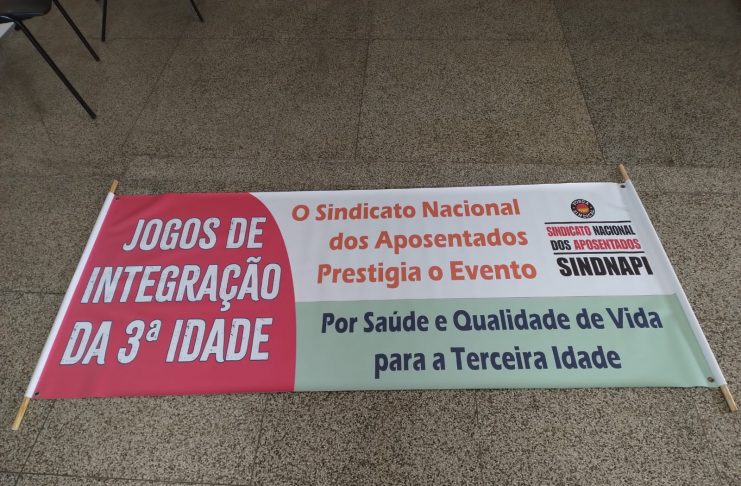 JOGOS DE
INTEGRAÇÃO
DA 3ª IDADE
O Sindicato Nacional
dos Aposentados
Prestigia o Evento
SINDICATO NACIONAL
DOS APOSENTADOS
SINDNAPI
Por Saúde e Qualidade de Vida
para a Terceira Idade